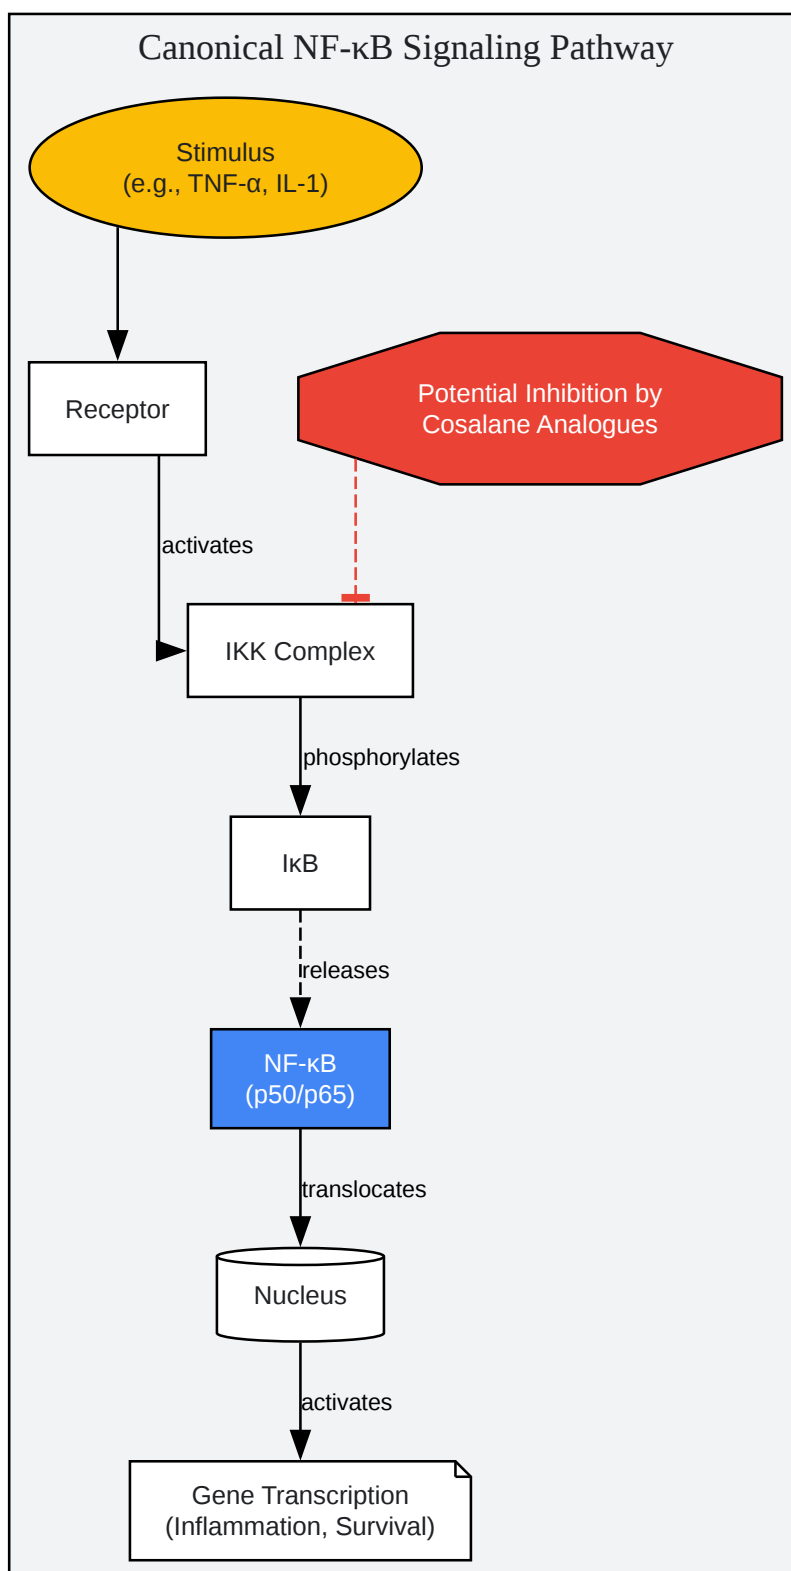 Canonical NF-κB Signaling Pathway
Stimulus
(e.g., TNF-α, IL-1)
Receptor
Potential Inhibition by
Cosalane Analogues
activates
IKK Complex
phosphorylates
IκB
releases
NF-κB
(p50/p65)
translocates
Nucleus
activates
Gene Transcription
(Inflammation, Survival)